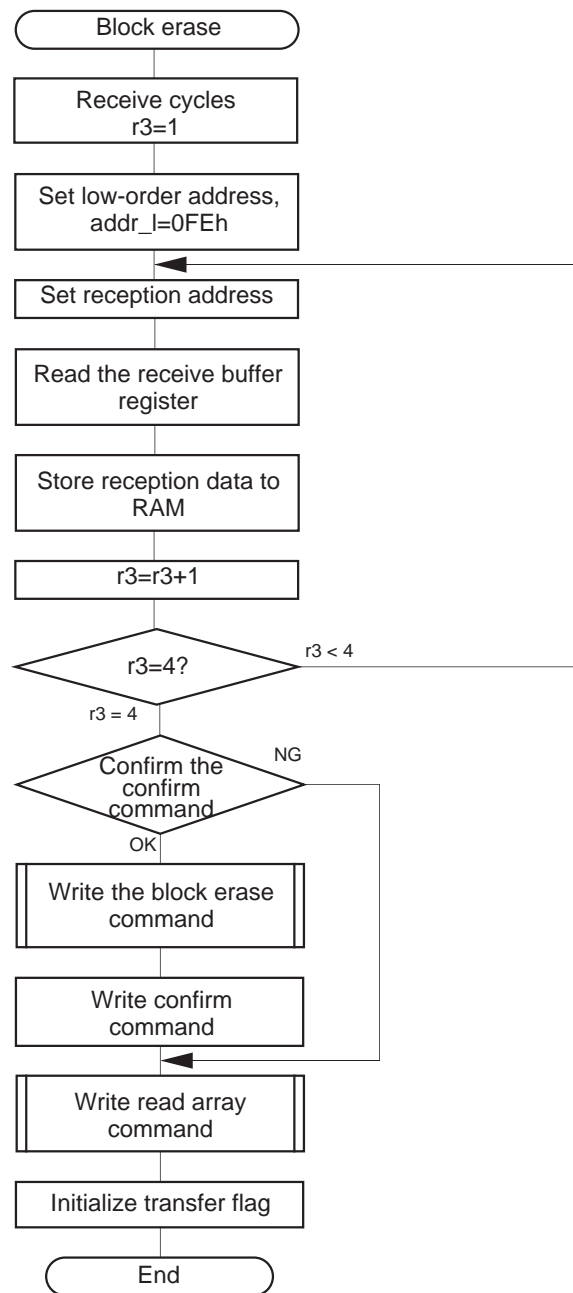 Block erase
Receive cycles
r3=1
Set low-order address,
addr_l=0FEh
Set reception address
Read the receive buffer
register
Store reception data to
RAM
r3=r3+1
r3=4?
r3 < 4
r3 = 4
Confirm the
confirm
command
NG
OK
Write the block erase
command
Write confirm
command
Write read array
command
Initialize transfer flag
End